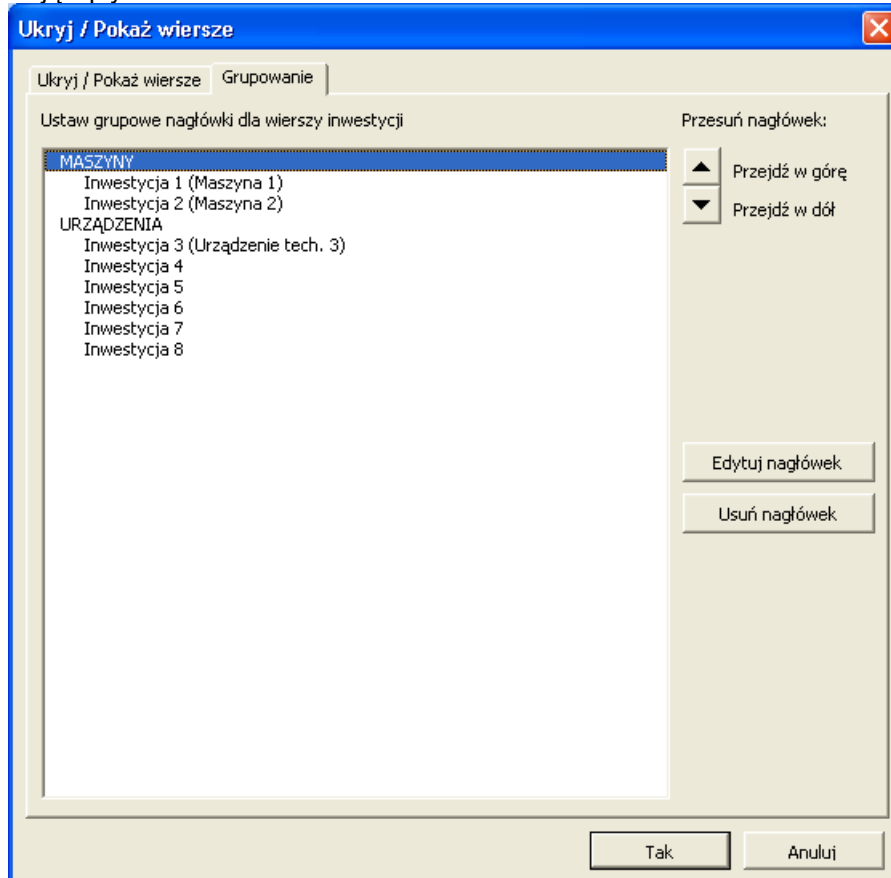 Ukryj / Pokaż wiersze
Ukryj / Pokaż wiersze
Grupowanie
Ustaw grupowe nagłówki dla wierszy inwestycji
Przesuń nagłówek:
MASZYNY
Inwestycja 1 (Maszyna 1)
Inwestycja 2 (Maszyna 2)
URZĄDZENIA
Inwestycja 3 (Urządzenie tech. 3)
Inwestycja 4
Inwestycja 5
Inwestycja 6
Inwestycja 7
Inwestycja 8
Przejdź w górę
Przejdź w dół
Edytuj nagłówek
Usuń nagłówek
Tak
Anuluj